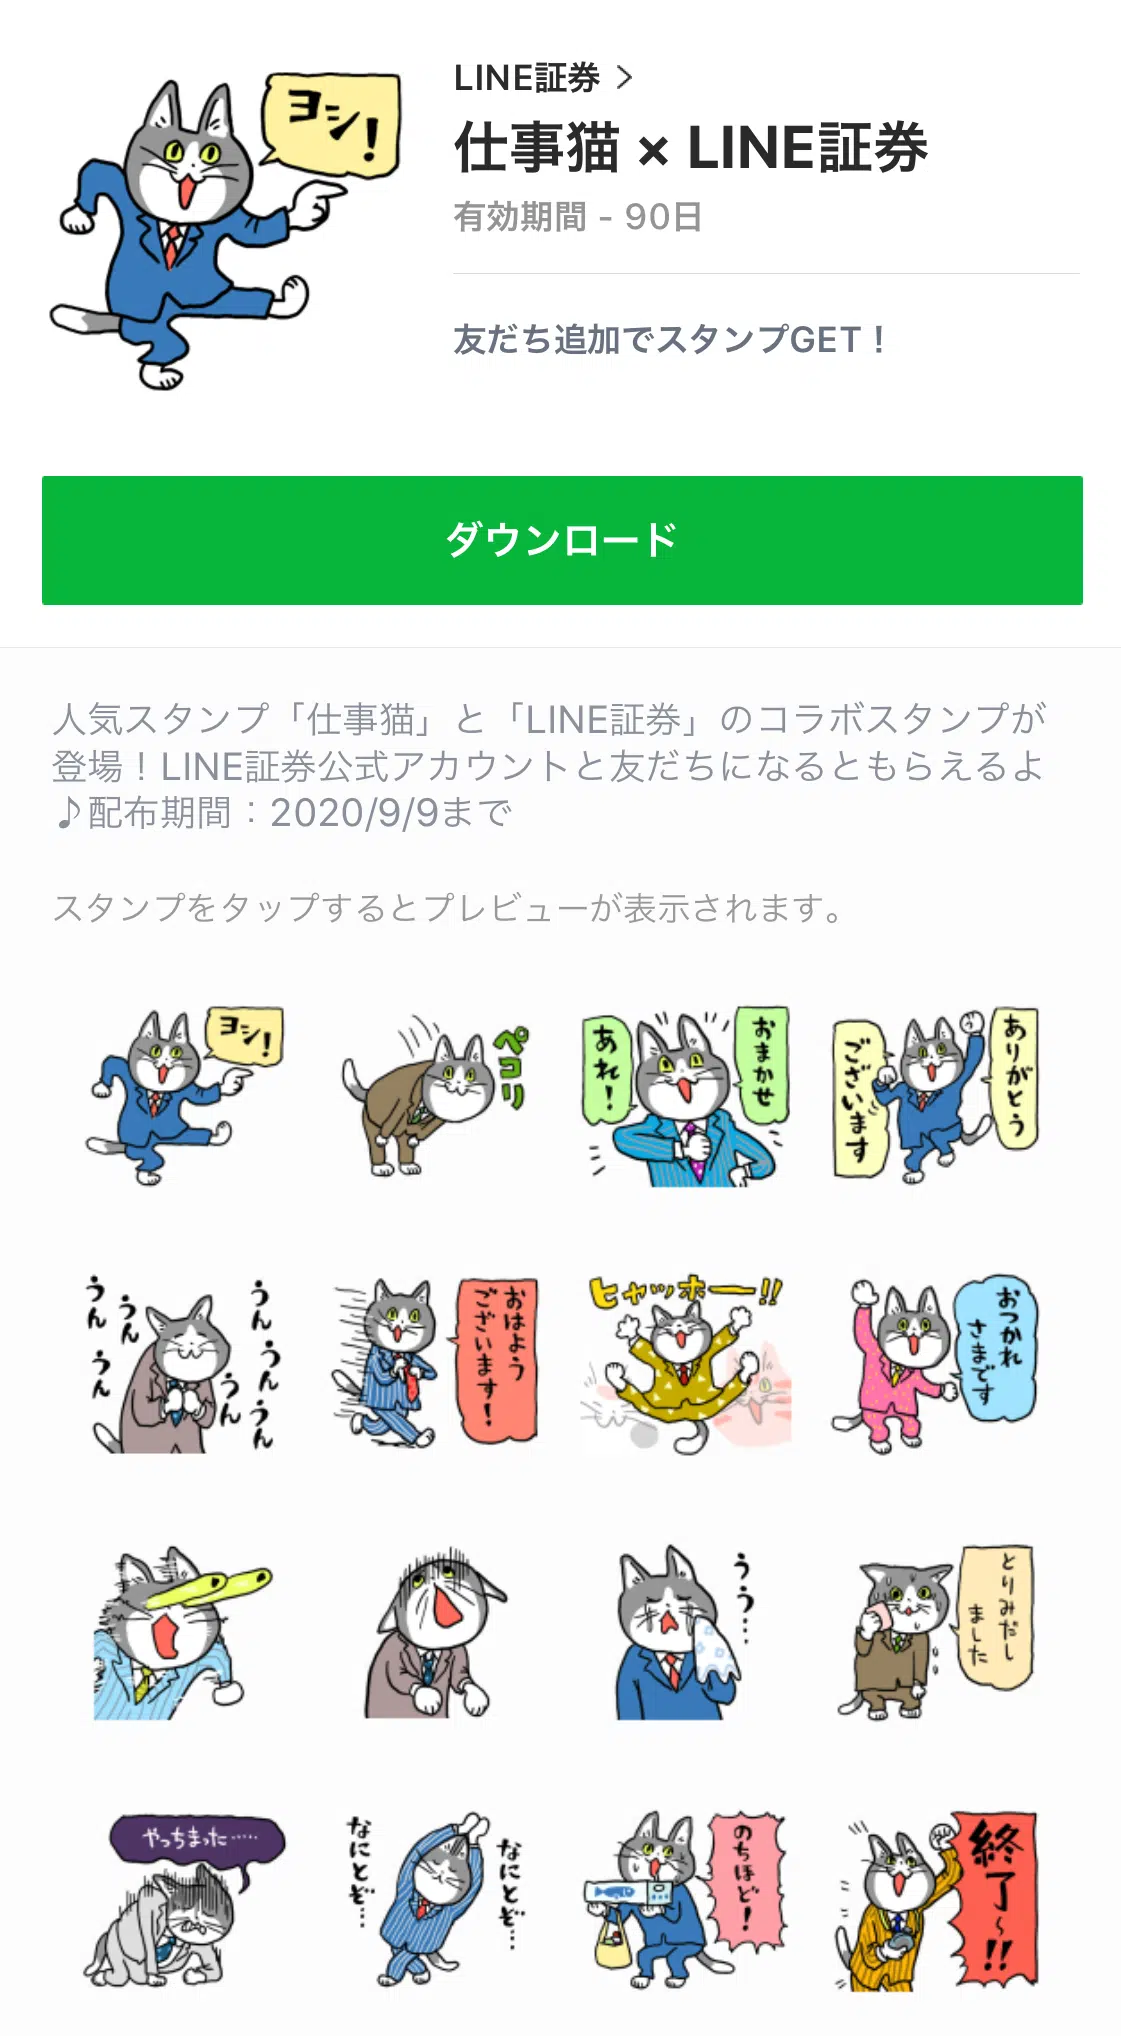 ヨシ!
LINE証券 >
仕事猫 × LINE証券
有効期間 - 90日
友だち追加でスタンプGET！
ダウンロード
人気スタンプ「仕事猫」と「LINE証券」のコラボスタンプが
登場！LINE証券公式アカウントと友だちになるともらえるよ
♪配布期間：2020/9/9まで
スタンプをタップするとプレビューが表示されます。
ヨシ!
ペコリ
おまかせ
あれ!
ありがとう
ございます
うん
うん
うん
うん
うん
うん
うん
おはよう
ございます!
ヒャッホー!!
おつかれ
さまです
うう…
とりみだし
ました
やっちまった……
なにとぞ…
なにとぞ…
のちほど!
終了〜!!